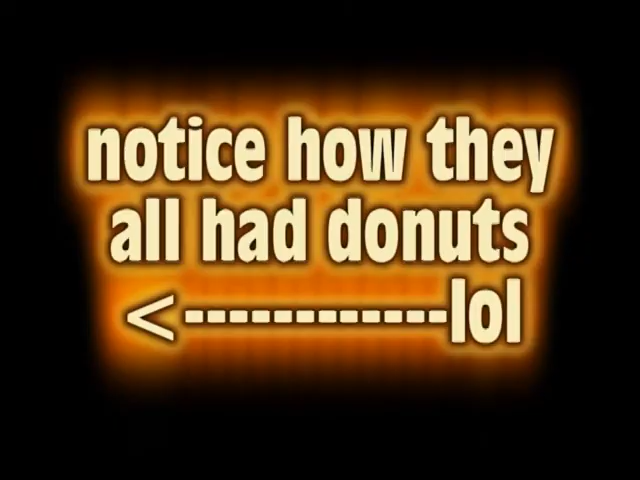 notice how they
all had donuts
<------------lol